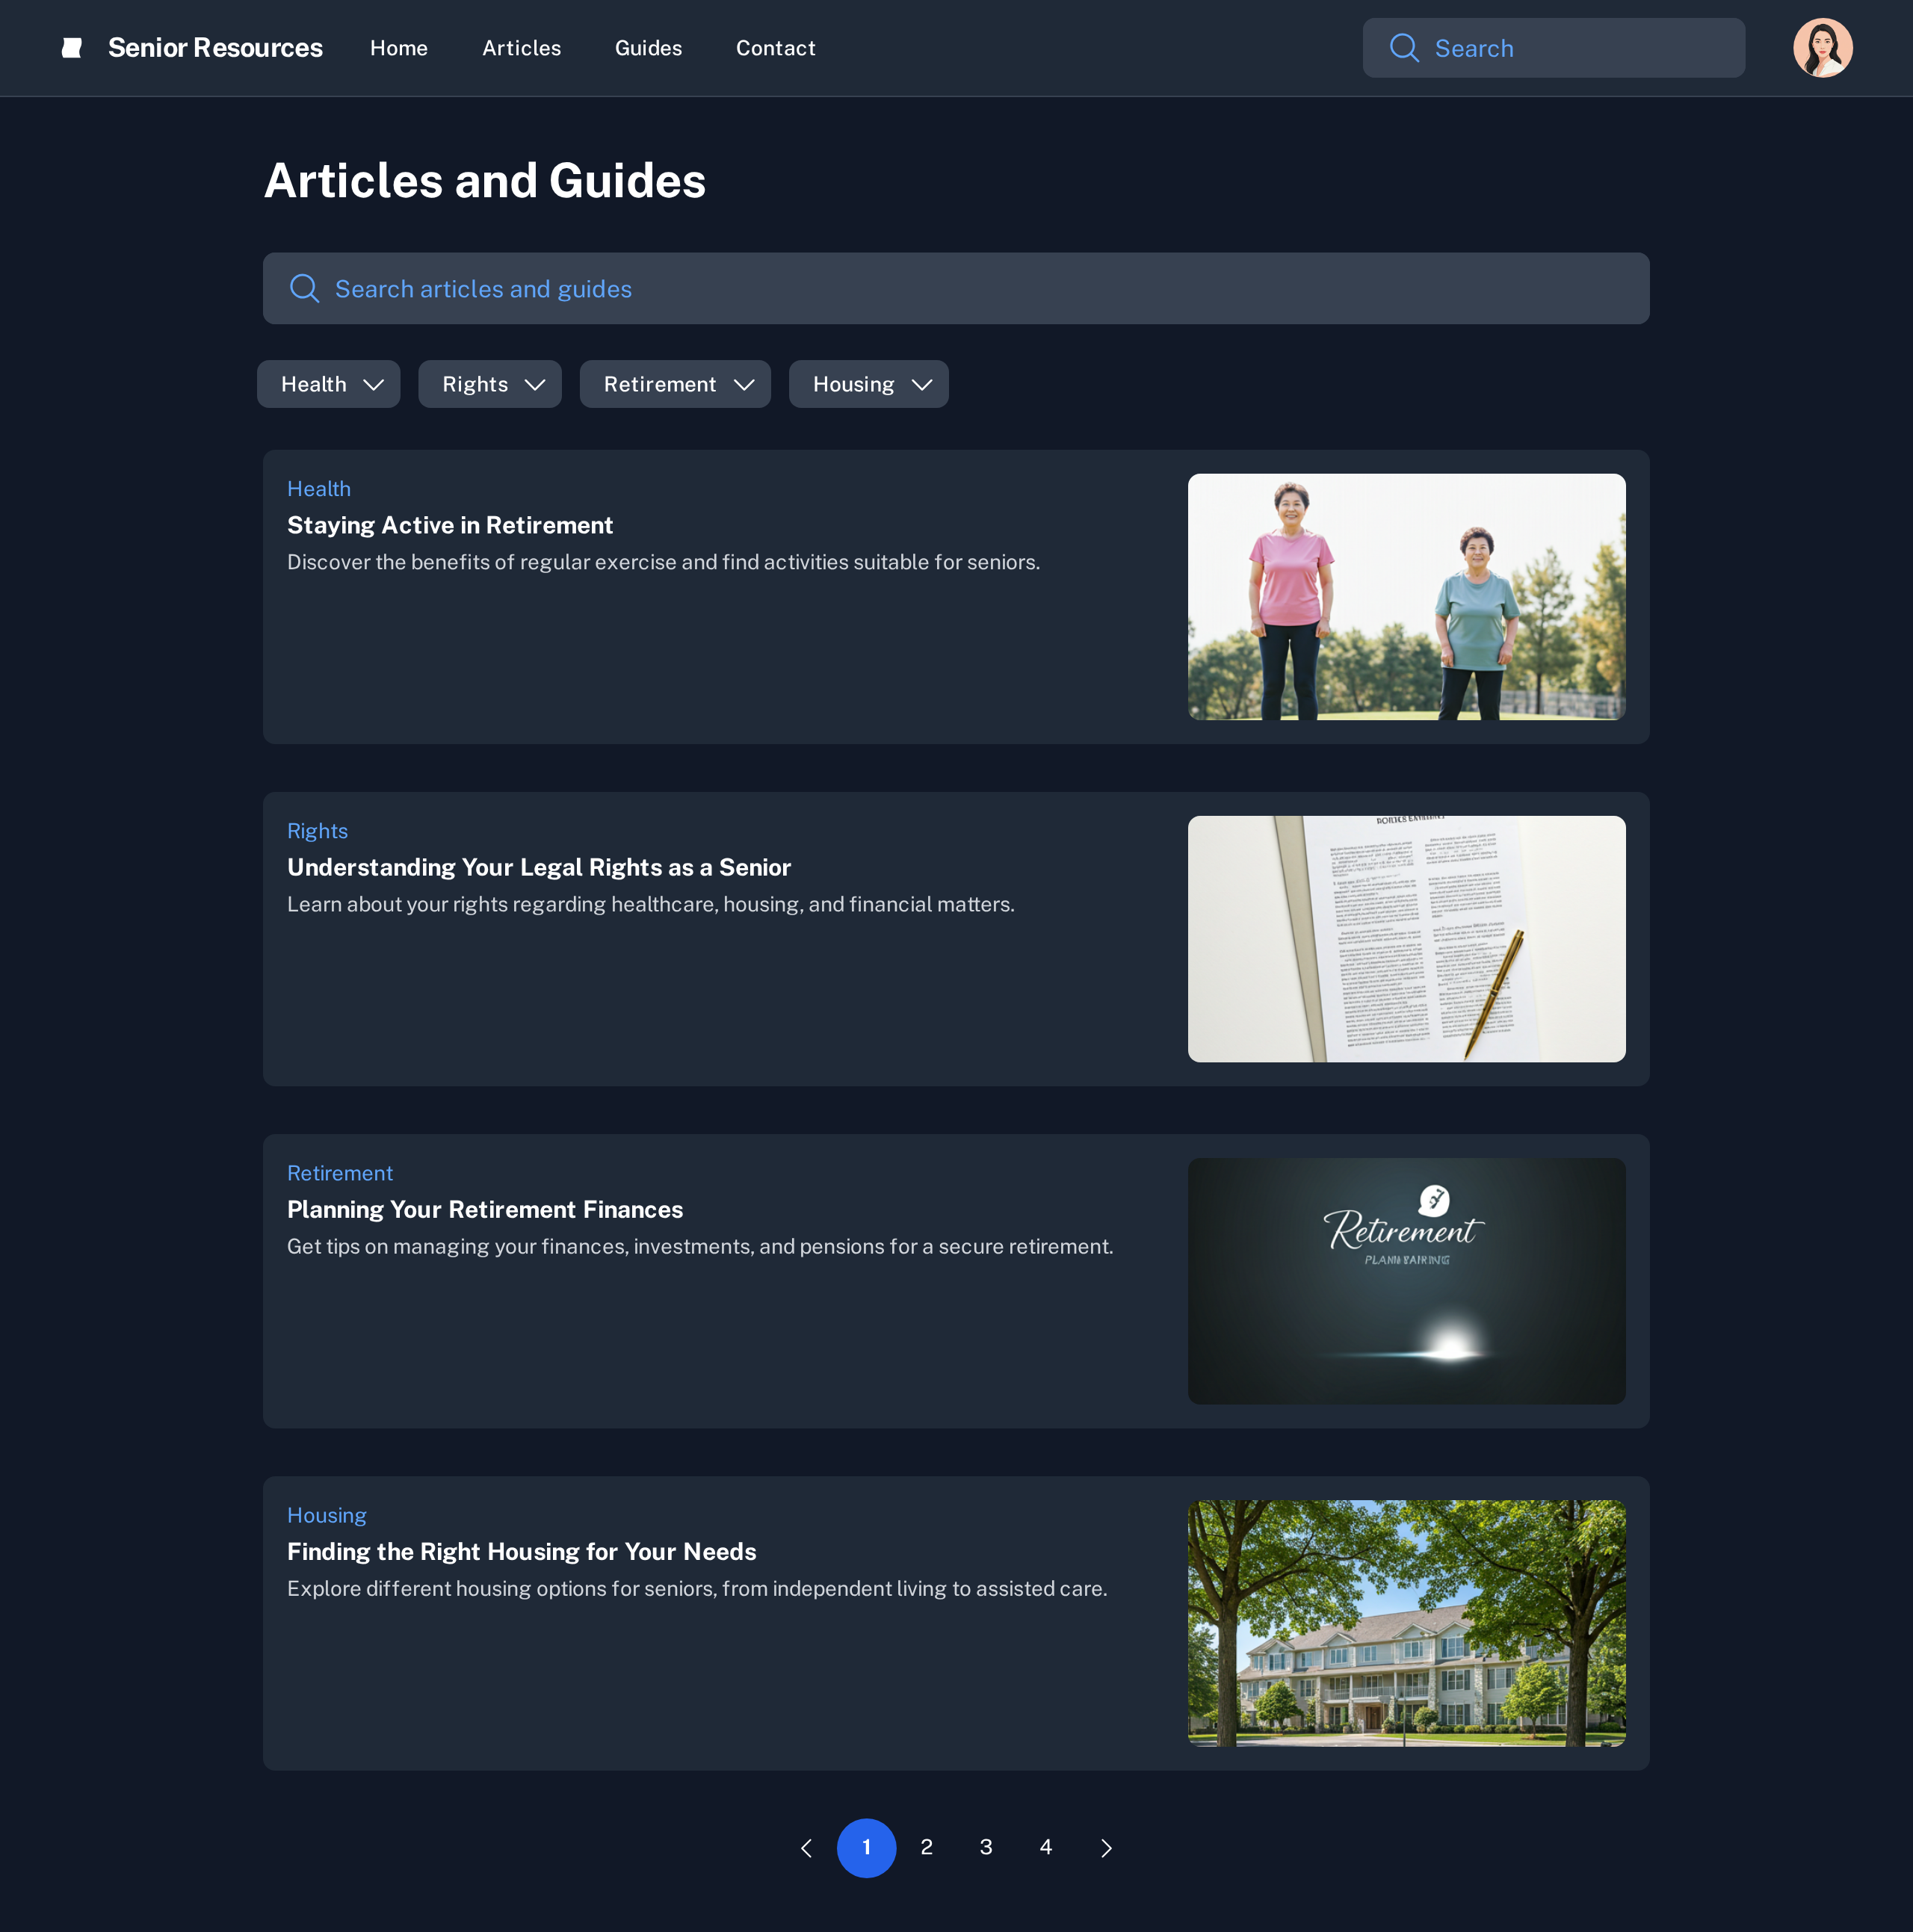 Senior Resources
Home
Articles
Guides
Contact
Search
Articles and Guides
Search articles and guides
Health
Rights
Retirement
Housing
Health
Staying Active in Retirement
Discover the benefits of regular exercise and find activities suitable for seniors.
Rights
Understanding Your Legal Rights as a Senior
Learn about your rights regarding healthcare, housing, and financial matters.
Retirement
Planning Your Retirement Finances
Get tips on managing your finances, investments, and pensions for a secure retirement.
Retirement
Housing
Finding the Right Housing for Your Needs
Explore different housing options for seniors, from independent living to assisted care.
1
2
3
4